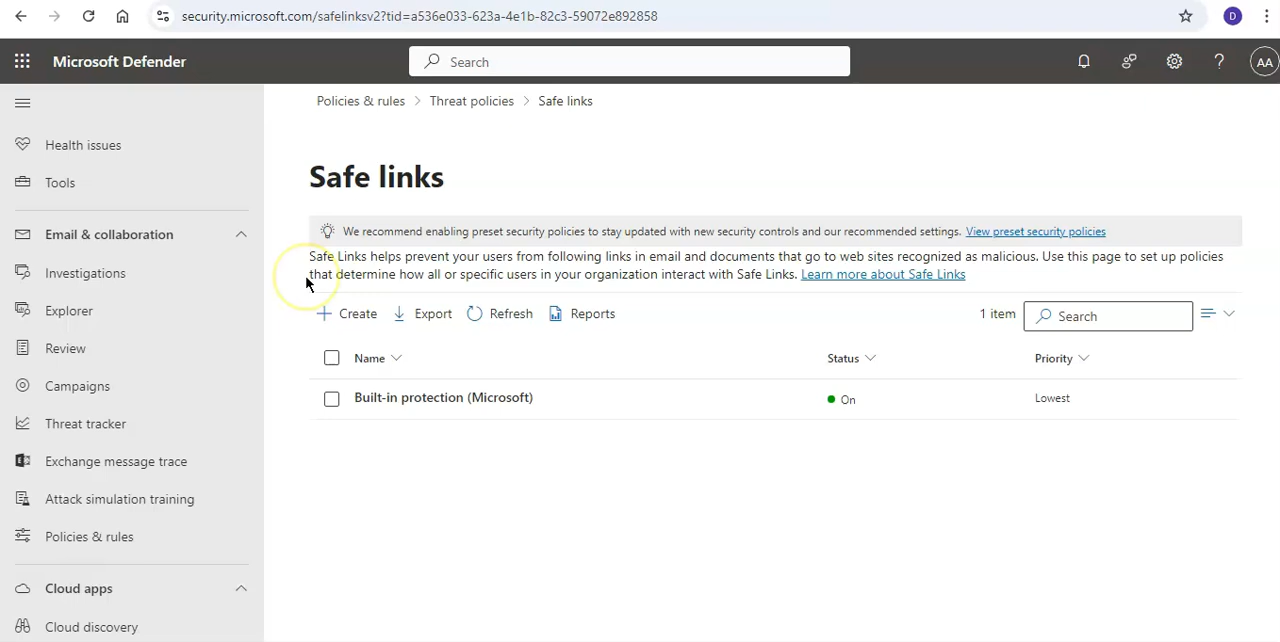 security.microsoft.com/safelinksv2?tid=a536e033-623a-4e1b-82c3-59072e892858
D
Microsoft Defender
Search
?
AA
Health issues
Tools
Email & collaboration
Investigations
Explorer
Review
Campaigns
Threat tracker
Exchange message trace
Attack simulation training
Policies & rules
Cloud apps
Cloud discovery
Policies & rules > Threat policies > Safe links
Safe links
We recommend enabling preset security policies to stay updated with new security controls and our recommended settings. View preset security policies
Safe Links helps prevent your users from following links in email and documents that go to web sites recognized as malicious. Use this page to set up policies
that determine how all or specific users in your organization interact with Safe Links. Learn more about Safe Links
Create Export Refresh Reports 1 item Search
Name Status Priority
Built-in protection (Microsoft) On Lowest